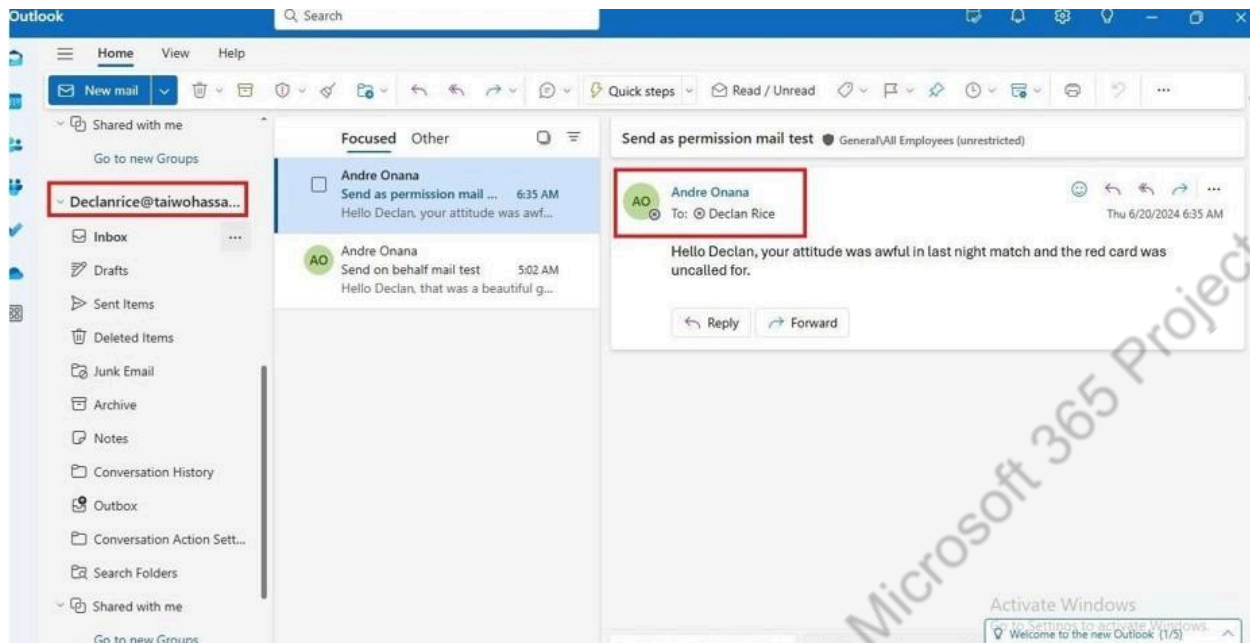 Outlook
Search
Home View Help
New mail
Quick steps
Read / Unread
Shared with me
Go to new Groups
Declanrice@taiwohassa...
Inbox
Drafts
Sent Items
Deleted Items
Junk Email
Archive
Notes
Conversation History
Outbox
Conversation Action Sett...
Search Folders
Shared with me
Go to new Groups
Focused Other
Andre Onana
Send as permission mail ... 6:35 AM
Hello Declan, your attitude was awf...
AO
Andre Onana
Send on behalf mail test 5:02 AM
Hello Declan, that was a beautiful g...
Send as permission mail test General\All Employees (unrestricted)
AO
Andre Onana
To: Declan Rice
Thu 6/20/2024 6:35 AM
Hello Declan, your attitude was awful in last night match and the red card was
uncalled for.
Reply Forward
Microsoft 365 Project
Activate Windows
Go to Settings to activate Windows.
Welcome to the new Outlook (1/5)